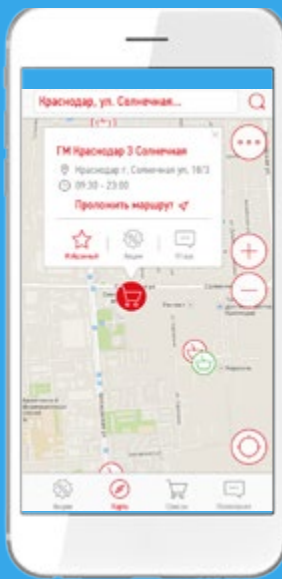 Краснодар, ул. Солнечная...
ГМ Краснодар 3 Солнечная
Краснодар г, Солнечная ул, 18/3
09:30 - 23:00
Проложить маршрут
Избранный
Акции
Отзыв
Акции
Карта
Список